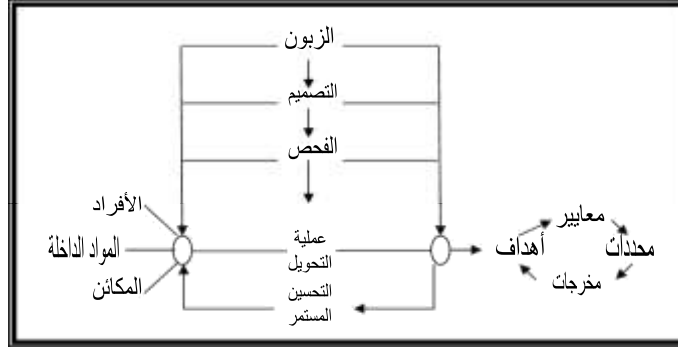 الزبون
التصميم
الفحص
الأفراد
المواد الداخلة
المكائن
عملية
التحويل
التحسين
المستمر
معايير
أهداف
محددات
مخرجات